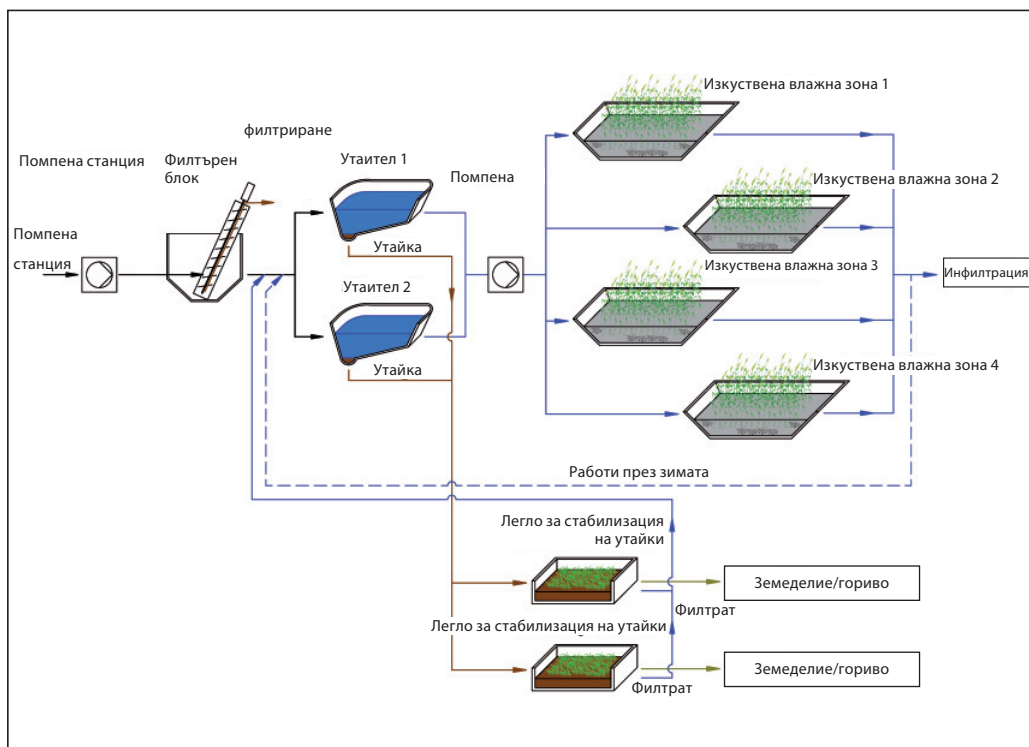 Изкуствена влажна зона 1
филтриране
Помпена станция
Филтърен
блок
Утаител 1
Помпена
Изкуствена влажна зона 2
Помпена
станция
Утайка
Изкуствена влажна зона 3
Инфилтрация
Утаител 2
Утайка
Изкуствена влажна зона 4
Работи през зимата
Легло за стабилизация
на утайки
Земеделие/гориво
Филтрат
Легло за стабилизация на утайки
Земеделие/гориво
Филтрат